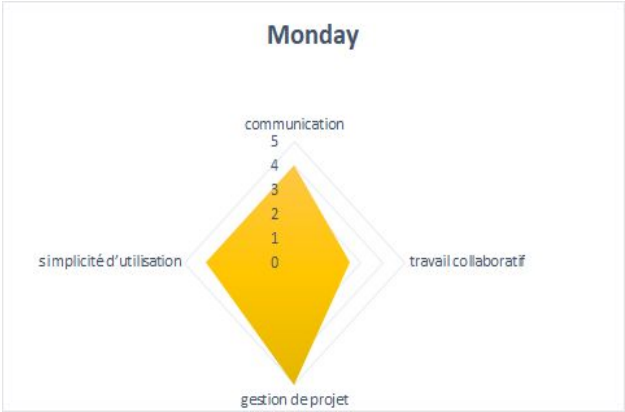 Monday
communication
5
4
3
2
1
0
simplicité d'utilisation
travail collaboratif
gestion de projet